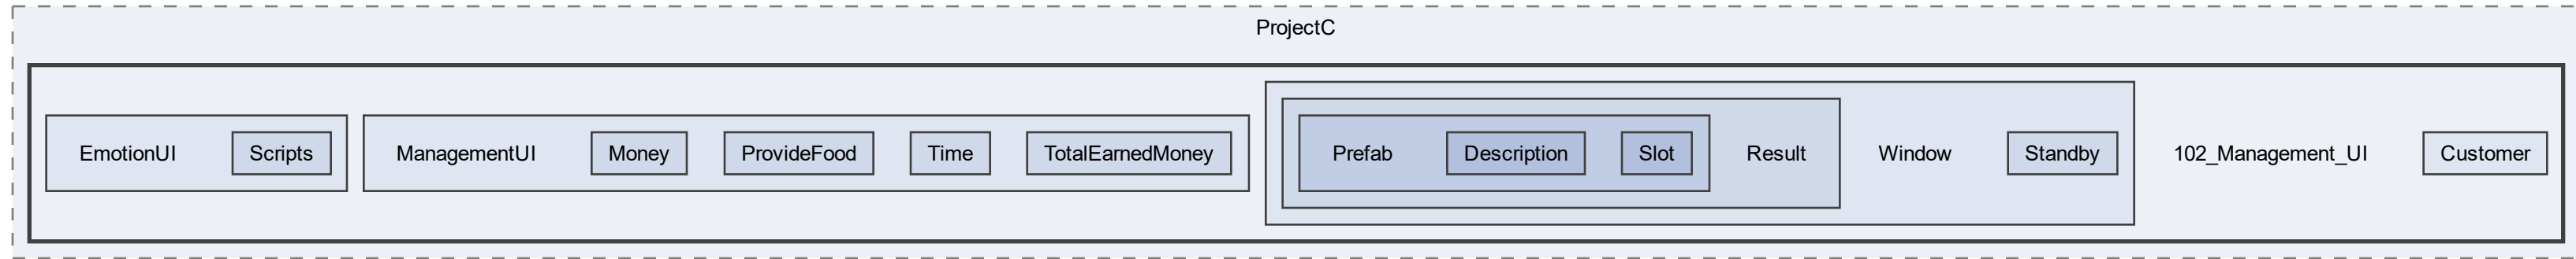 ProjectC
EmotionUI
Scripts
ManagementUI
Money
ProvideFood
Time
TotalEarnedMoney
Prefab
Description
Slot
Result
Window
Standby
102_Management_UI
Customer